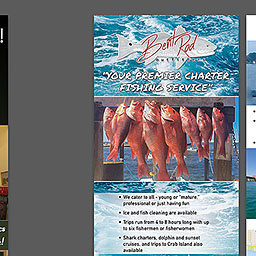 Bent Rod
"YOUR PREMIER CHARTER
FISHING SERVICE"
• We cater to all - young or "mature."
professional or just having fun
• Ice and fish cleaning are available
• Trips run from 4 to 8 hours long with up
to six fishermen or fisherwomen
• Shark charters, dolphin and sunset
cruises, and trips to Crab Island also
available